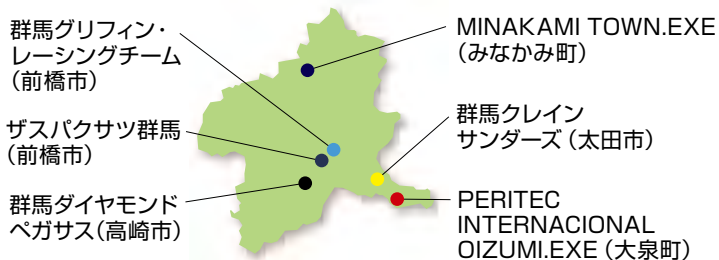 群馬グリフィン・
レーシングチーム
(前橋市)
ザスパクサツ群馬
(前橋市)
群馬ダイヤモンド
ペガサス(高崎市)
MINAKAMI TOWN.EXE
(みなかみ町)
群馬クレイン
サンダーズ(太田市)
PERITEC
INTERNACIONAL
OIZUMI.EXE(大泉町)